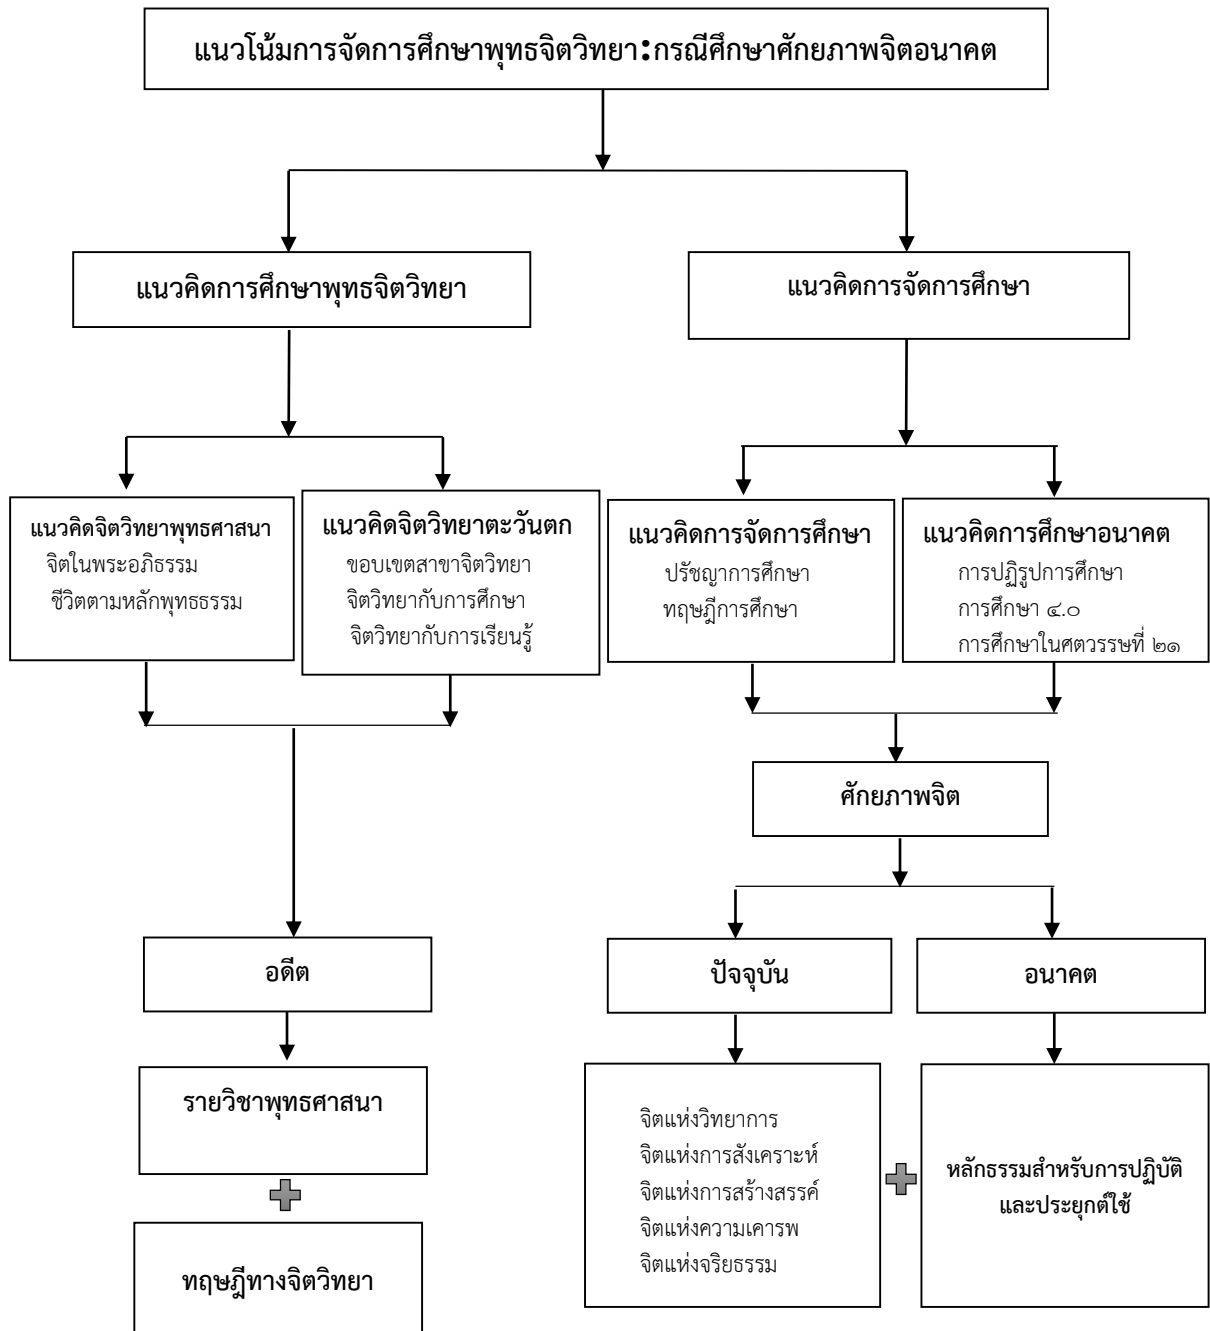 แนวโน้มการจัดการศึกษาพุทธจิตวิทยา:กรณีศึกษาศักยภาพจิตอนาคต
แนวคิดการศึกษาพุทธจิตวิทยา
แนวคิดการจัดการศึกษา
แนวคิดจิตวิทยาพุทธศาสนา
จิตในพระอภิธรรม
ชีวิตตามหลักพุทธธรรม
แนวคิดจิตวิทยาตะวันตก
ขอบเขตสาขาจิตวิทยา
จิตวิทยากับการศึกษา
จิตวิทยากับการเรียนรู้
แนวคิดการจัดการศึกษา
ปรัชญาการศึกษา
ทฤษฎีการศึกษา
แนวคิดการศึกษาอนาคต
การปฏิรูปการศึกษา
การศึกษา ๔.๐
การศึกษาในศตวรรษที่ ๒๑
ศักยภาพจิต
อดีต
ปัจจุบัน
อนาคต
รายวิชาพุทธศาสนา
ทฤษฎีทางจิตวิทยา
จิตแห่งวิทยาการ
จิตแห่งการสังเคราะห์
จิตแห่งการสร้างสรรค์
จิตแห่งความเคารพ
จิตแห่งจริยธรรม
หลักธรรมสำหรับการปฏิบัติ
และประยุกต์ใช้